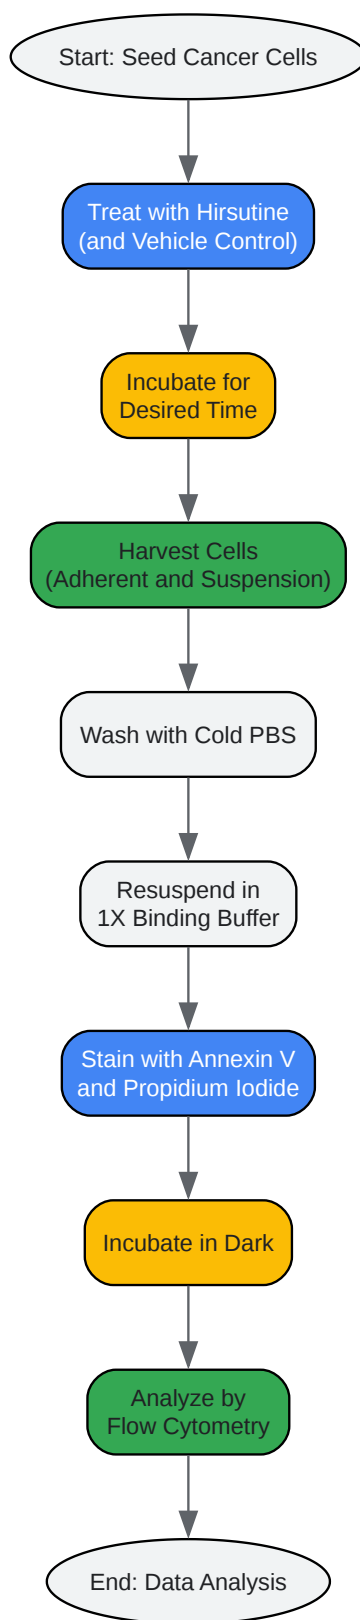 Start: Seed Cancer Cells
Treat with Hirsutine
(and Vehicle Control)
Incubate for
Desired Time
Harvest Cells
(Adherent and Suspension)
Wash with Cold PBS
Resuspend in
1X Binding Buffer
Stain with Annexin V
and Propidium Iodide
Incubate in Dark
Analyze by
Flow Cytometry
End: Data Analysis